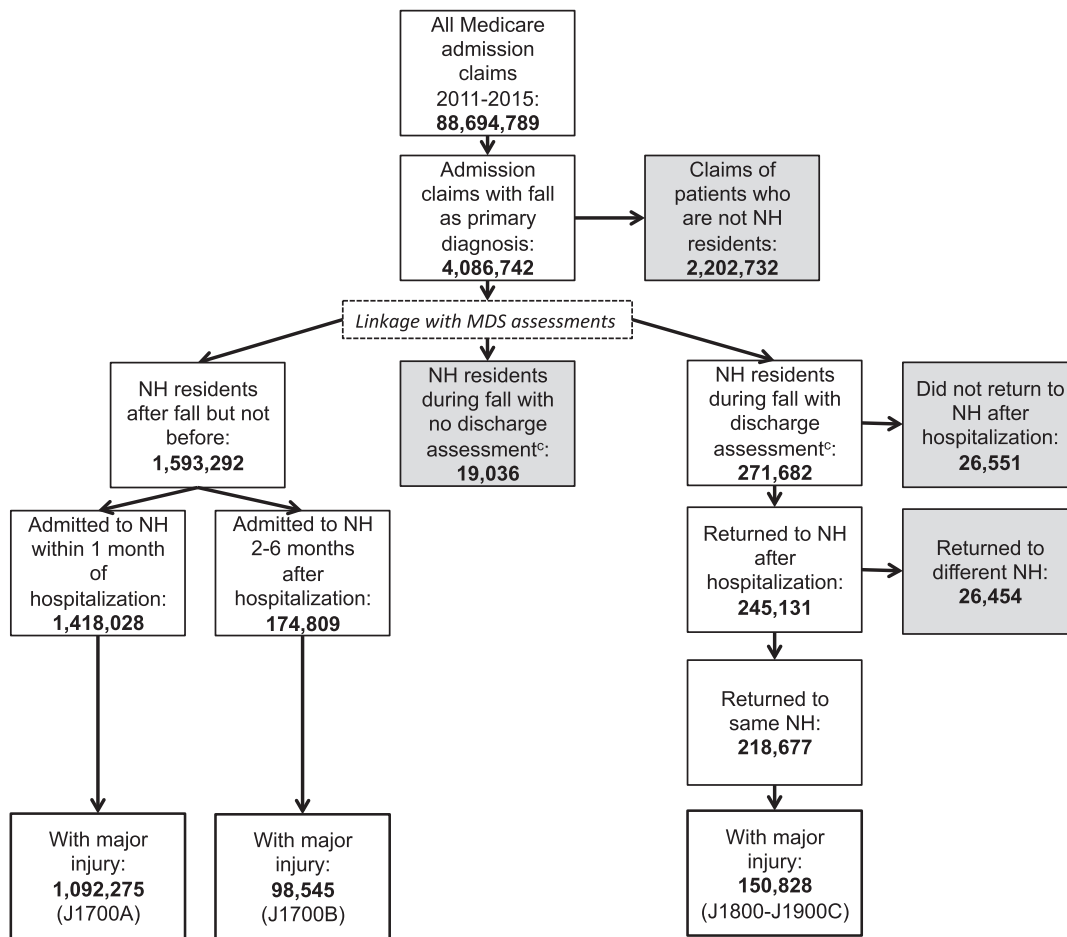 All Medicare
admission
claims
2011-2015:
88,694,789
Admission
claims with fall
as primary
diagnosis:
4,086,742
Claims of
patients who
are not NH
residents:
2,202,732
Linkage with MDS assessments
NH residents
after fall but not
before:
1,593,292
NH residents
during fall with
no discharge
assessmentᶜ:
19,036
NH residents
during fall with
discharge
assessmentᶜ:
271,682
Did not return to
NH after
hospitalization:
26,551
Admitted to NH
within 1 month
of
hospitalization:
1,418,028
Admitted to NH
2-6 months
after
hospitalization:
174,809
Returned to NH
after
hospitalization:
245,131
Returned to
different NH:
26,454
Returned to
same NH:
218,677
With major
injury:
1,092,275
(J1700A)
With major
injury:
98,545
(J1700B)
With major
injury:
150,828
(J1800-J1900C)